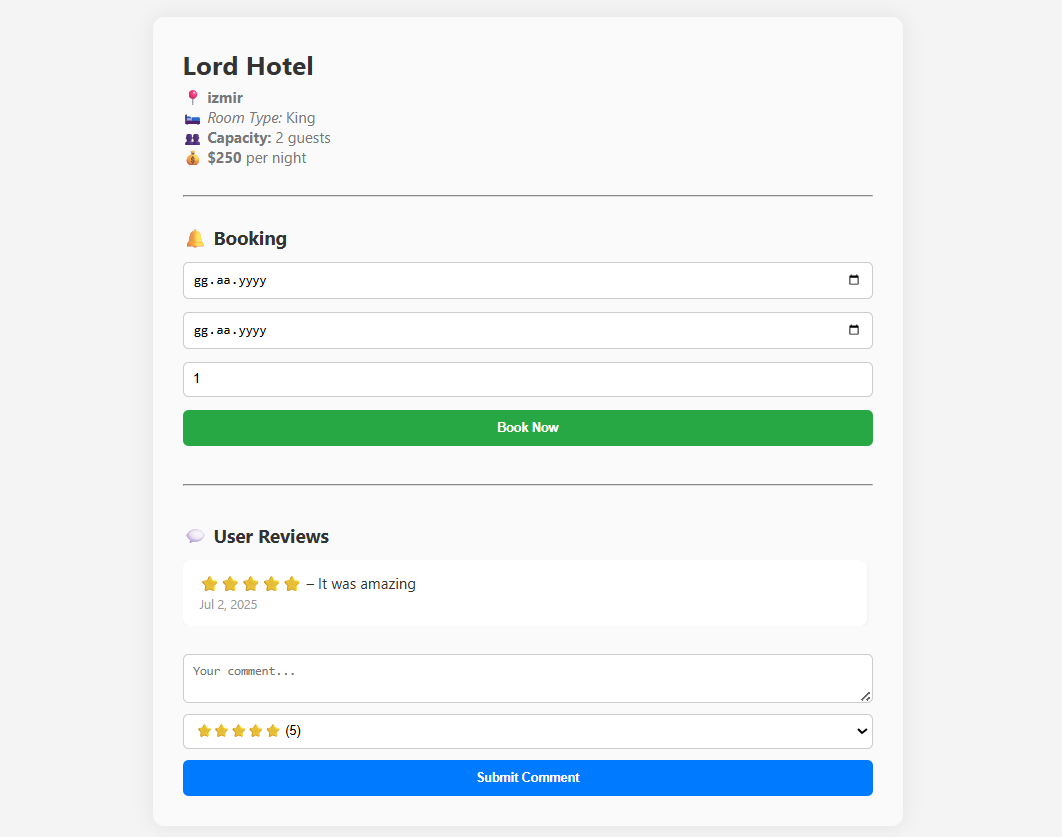 Lord Hotel
📍 izmir
🛏️ Room Type: King
👥 Capacity: 2 guests
💰 $250 per night
🔔 Booking
gg.aa.yyyy
gg.aa.yyyy
1
Book Now
💬 User Reviews
⭐⭐⭐⭐⭐ – It was amazing
Jul 2, 2025
Your comment...
⭐⭐⭐⭐⭐ (5)
Submit Comment